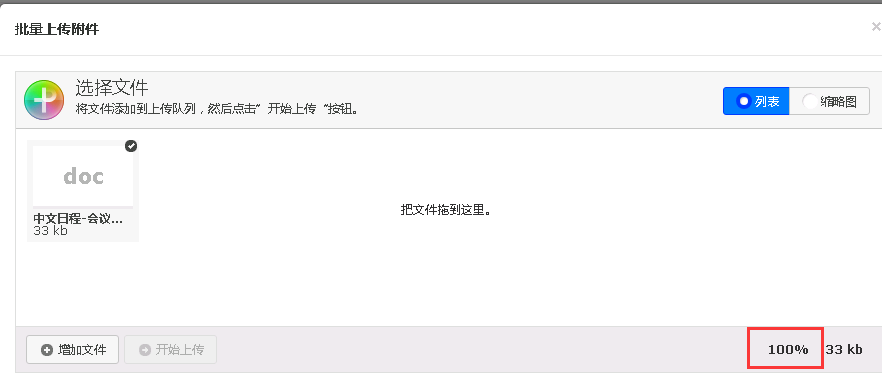 批量上传附件
×
选择文件
将文件添加到上传队列，然后点击”开始上传“按钮。
列表 缩略图
doc
中文日程-会议...
33 kb
把文件拖到这里。
增加文件 开始上传 100% 33 kb